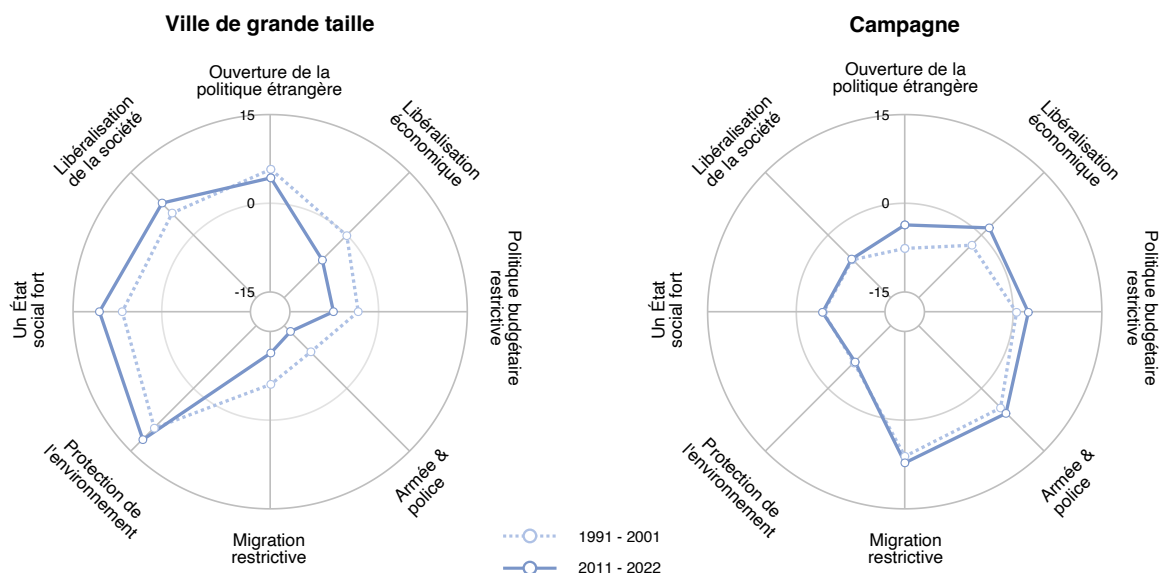 Ville de grande taille
Ouverture de la
politique étrangère
Libéralisation
économique
Politique budgétaire
restrictive
Armée &
police
Migration
restrictive
Protection de
l'environnement
Un État
social fort
Libéralisation
de la société
15
0
-15
Campagne
Ouverture de la
politique étrangère
Libéralisation
économique
Politique budgétaire
restrictive
Armée &
police
Migration
restrictive
Protection de
l'environnement
Un État
social fort
Libéralisation
de la société
15
0
-15
1991 - 2001
2011 - 2022